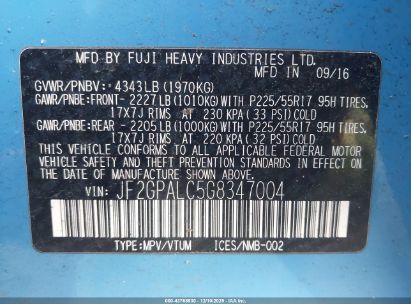 MFD. BY FUJI HEAVY INDUSTRIES LTD.
MADE IN 09/16
GVWR/PNBV: 4343LB (1970KG)
GAWR/PNBE:FRONT- 2227LB (1010KG) WITH P225/55R17 95H TIRES,
17X7J RIMS AT 230 KPA (33 PSI) COLD
GAWR/PNBE:REAR - 2205LB (1000KG) WITH P225/55R17 95H TIRES,
17X7J RIMS AT 220 KPA (32 PSI) COLD
THIS VEHICLE CONFORMS TO ALL APPLICABLE FEDERAL MOTOR
VEHICLE SAFETY AND BUMPER STANDARDS IN EFFECT ON THE
DATE OF MANUFACTURE SHOWN ABOVE.
VIN: JF2GPALC5G8347004
TYPE:MPV/VTUM ICES/NMB-002